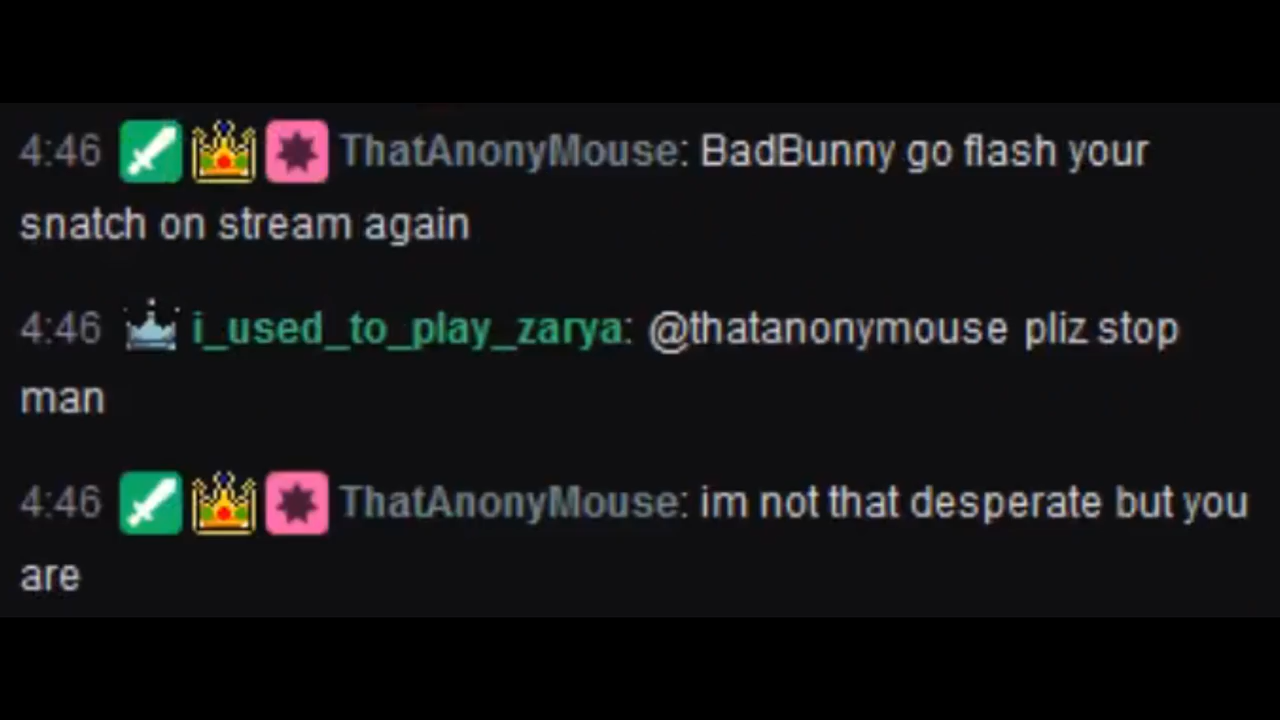 4:46 ThatAnonyMouse: BadBunny go flash your
snatch on stream again
4:46 i_used_to_play_zarya: @thatanonymouse pliz stop
man
4:46 ThatAnonyMouse: im not that desperate but you
are